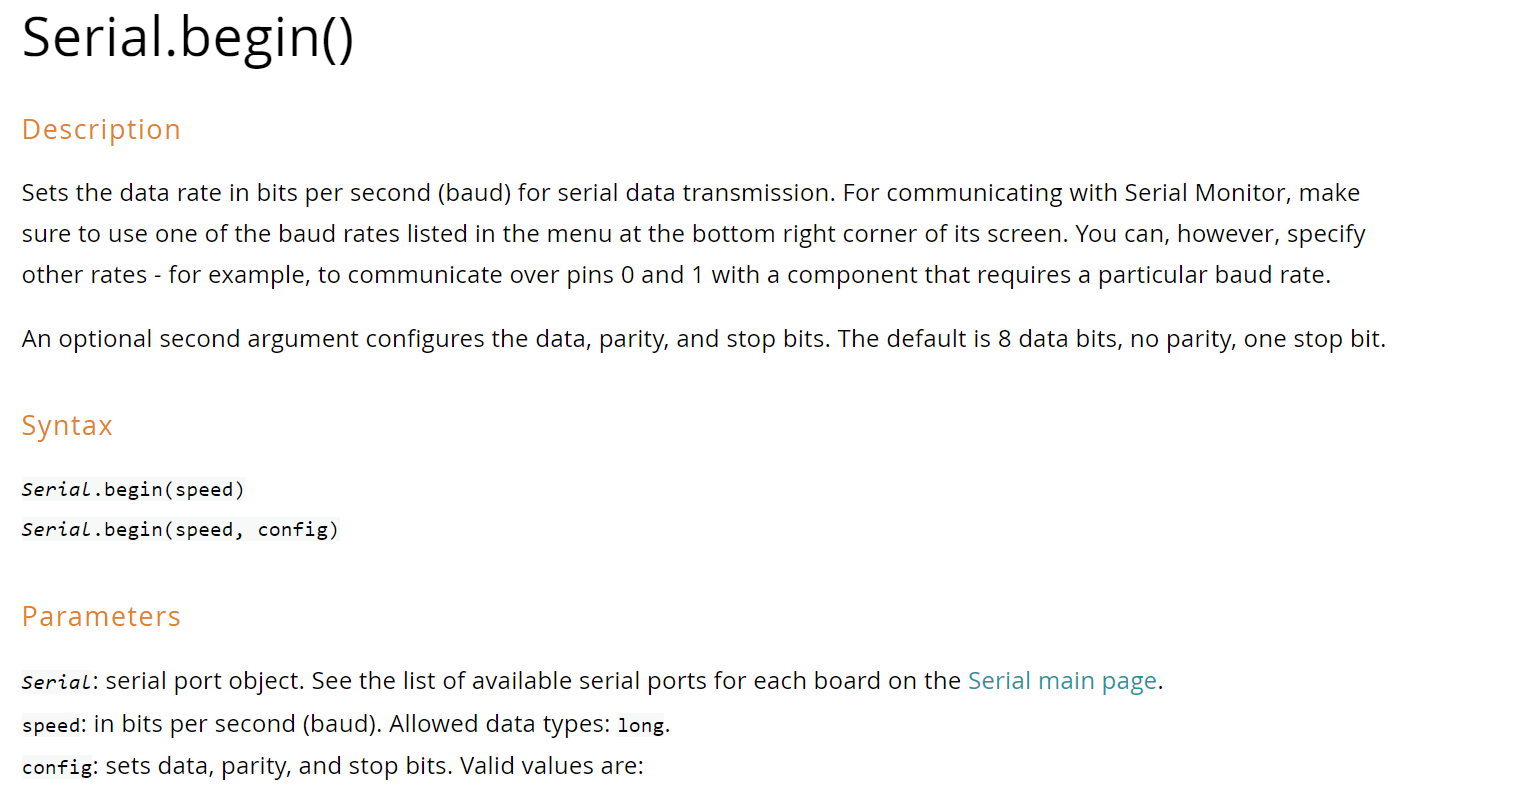 Serial.begin()
Description
Sets the data rate in bits per second (baud) for serial data transmission. For communicating with Serial Monitor, make
sure to use one of the baud rates listed in the menu at the bottom right corner of its screen. You can, however, specify
other rates - for example, to communicate over pins 0 and 1 with a component that requires a particular baud rate.
An optional second argument configures the data, parity, and stop bits. The default is 8 data bits, no parity, one stop bit.
Syntax
Serial.begin(speed)
Serial.begin(speed, config)
Parameters
Serial: serial port object. See the list of available serial ports for each board on the Serial main page.
speed: in bits per second (baud). Allowed data types: long.
config: sets data, parity, and stop bits. Valid values are: